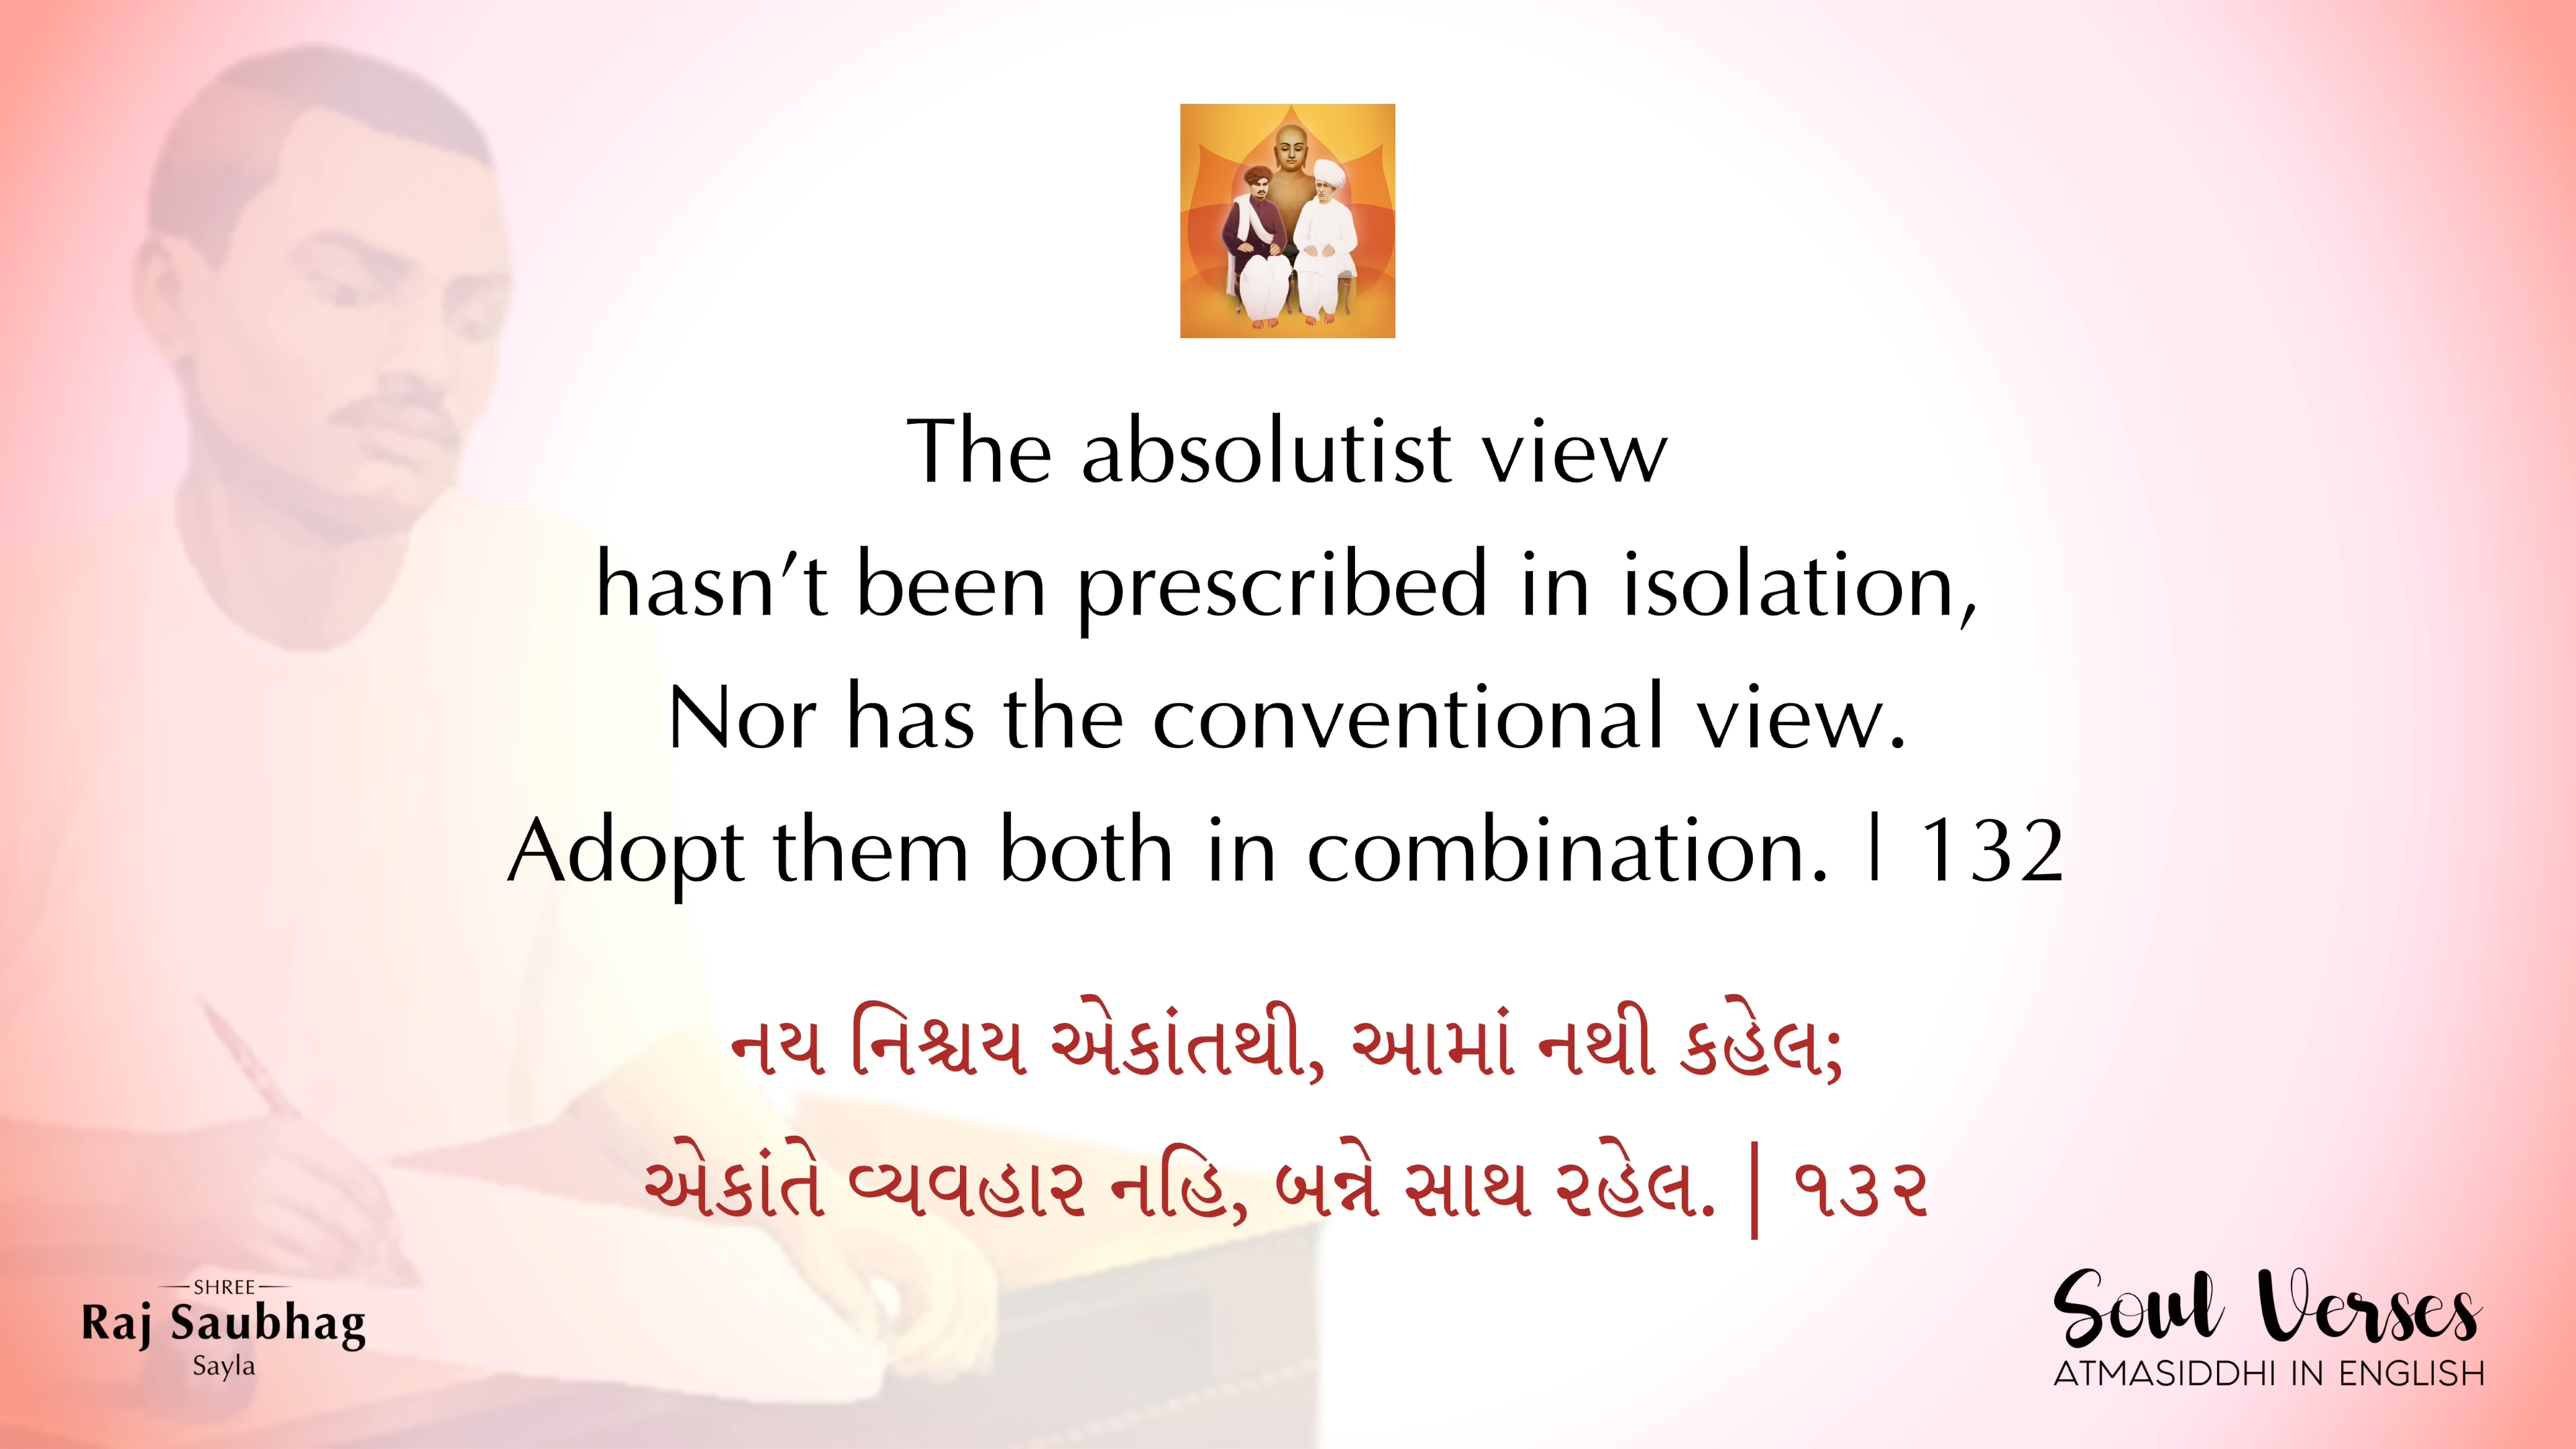 The absolutist view
hasn’t been prescribed in isolation,
Nor has the conventional view.
Adopt them both in combination. | 132
નય નિશ્ચય એકાંતથી, આમાં નથી કહેલ;
એકાંતે વ્યવહાર નહિ, બન્ને સાથ રહેલ. | ૧૩૨
SHREE
Raj Saubhag
Sayla
Soul Verses
ATMASIDDHI IN ENGLISH